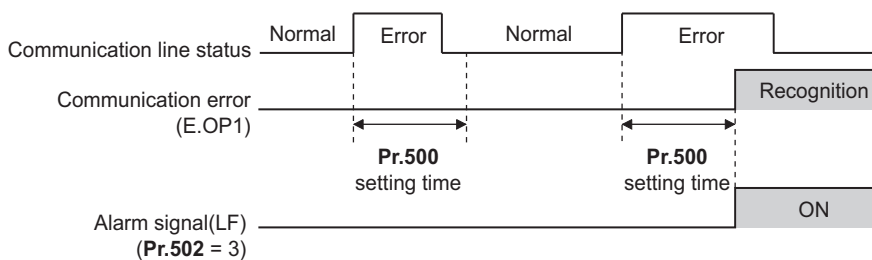 Normal Error Normal Error
Communication line status
Communication error
(E.OP1)
Recognition
Pr.500
setting time
Pr.500
setting time
Alarm signal(LF)
(Pr.502 = 3)
ON